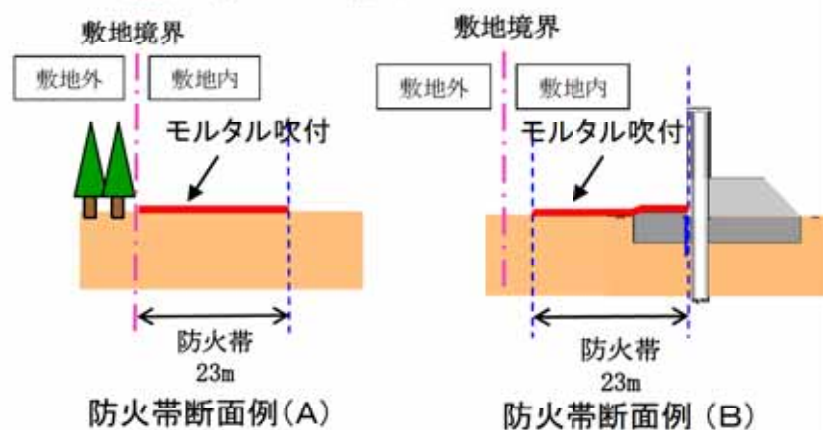 敷地境界
敷地外
敷地内
モルタル吹付
防火帯
23m
防火帯断面例(A)
敷地境界
敷地外
敷地内
モルタル吹付
防火帯
23m
防火帯断面例(B)